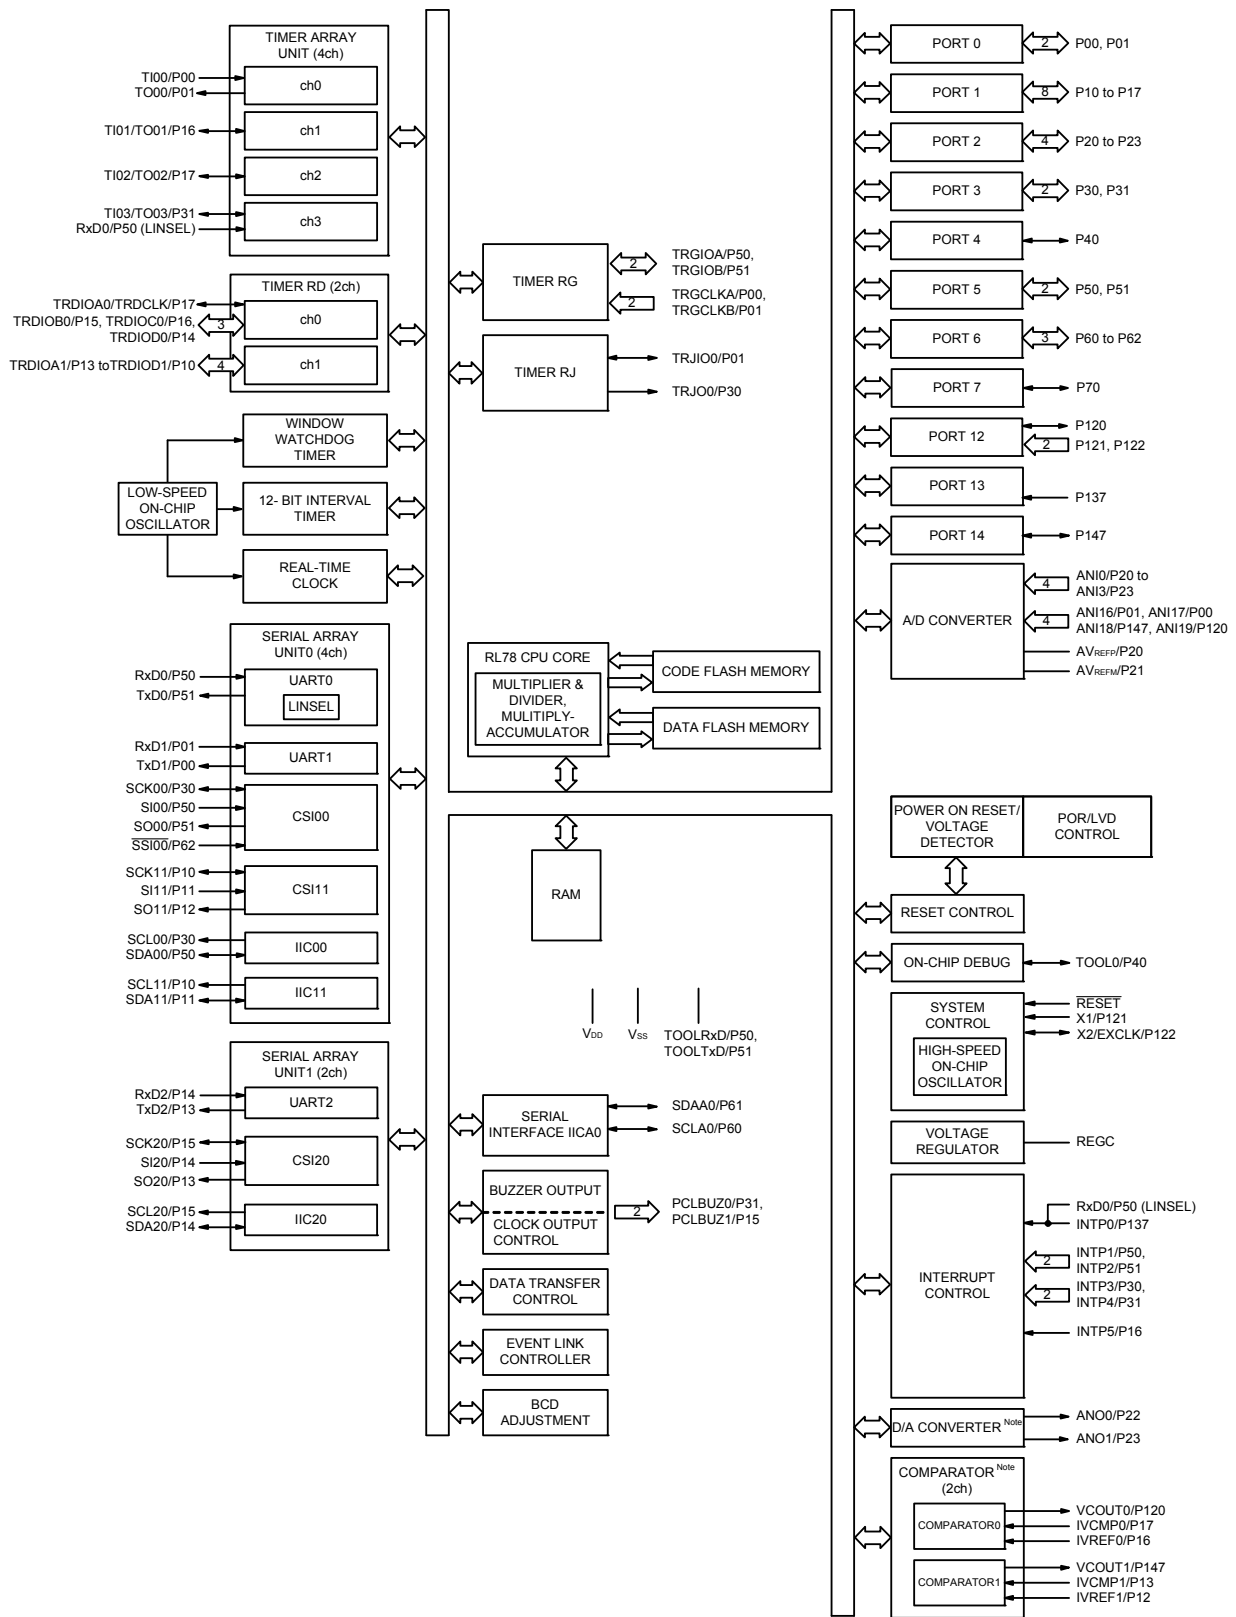 TIMER ARRAY
UNIT (4ch)
TI00/P00
TO00/P01
ch0
TI01/TO01/P16
ch1
TI02/TO02/P17
ch2
TI03/TO03/P31
RxD0/P50 (LINSEL)
ch3
TIMER RD (2ch)
TRDIOA0/TRDCLK/P17
TRDIOB0/P15, TRDIOC0/P16,
TRDIOD0/P14
3
ch0
TRDIOA1/P13 toTRDIOD1/P10
4
ch1
WINDOW
WATCHDOG
TIMER
LOW-SPEED
ON-CHIP
OSCILLATOR
12- BIT INTERVAL
TIMER
REAL-TIME
CLOCK
SERIAL ARRAY
UNIT0 (4ch)
RxD0/P50
TxD0/P51
UART0
LINSEL
RxD1/P01
TxD1/P00
UART1
SCK00/P30
SI00/P50
SO00/P51
SSI00/P62
CSI00
SCK11/P10
SI11/P11
SO11/P12
CSI11
SCL00/P30
SDA00/P50
IIC00
SCL11/P10
SDA11/P11
IIC11
SERIAL ARRAY
UNIT1 (2ch)
RxD2/P14
TxD2/P13
UART2
SCK20/P15
SI20/P14
SO20/P13
CSI20
SCL20/P15
SDA20/P14
IIC20
TIMER RG
2
TRGIOA/P50,
TRGIOB/P51
2
TRGCLKA/P00,
TRGCLKB/P01
TIMER RJ
TRJIO0/P01
TRJO0/P30
RL78 CPU CORE
MULTIPLIER &
DIVIDER,
MULITIPLY-
ACCUMULATOR
CODE FLASH MEMORY
DATA FLASH MEMORY
RAM
VDD
VSS
TOOLRxD/P50,
TOOLTxD/P51
SERIAL
INTERFACE IICA0
SDAA0/P61
SCLA0/P60
BUZZER OUTPUT
CLOCK OUTPUT
CONTROL
2
PCLBUZ0/P31,
PCLBUZ1/P15
DATA TRANSFER
CONTROL
EVENT LINK
CONTROLLER
BCD
ADJUSTMENT
PORT 0
2
P00, P01
PORT 1
8
P10 to P17
PORT 2
4
P20 to P23
PORT 3
2
P30, P31
PORT 4
P40
PORT 5
2
P50, P51
PORT 6
3
P60 to P62
PORT 7
P70
PORT 12
P120
2
P121, P122
PORT 13
P137
PORT 14
P147
A/D CONVERTER
4
ANI0/P20 to
ANI3/P23
4
ANI16/P01, ANI17/P00
ANI18/P147, ANI19/P120
AVREFP/P20
AVREFM/P21
POWER ON RESET/
VOLTAGE
DETECTOR
POR/LVD
CONTROL
RESET CONTROL
ON-CHIP DEBUG
TOOL0/P40
SYSTEM
CONTROL
HIGH-SPEED
ON-CHIP
OSCILLATOR
RESET
X1/P121
X2/EXCLK/P122
VOLTAGE
REGULATOR
REGC
INTERRUPT
CONTROL
RxD0/P50 (LINSEL)
INTP0/P137
2
INTP1/P50,
INTP2/P51
2
INTP3/P30,
INTP4/P31
INTP5/P16
D/A CONVERTER Note
ANO0/P22
ANO1/P23
COMPARATOR Note
(2ch)
COMPARATOR0
VCOUT0/P120
IVCMP0/P17
IVREF0/P16
COMPARATOR1
VCOUT1/P147
IVCMP1/P13
IVREF1/P12